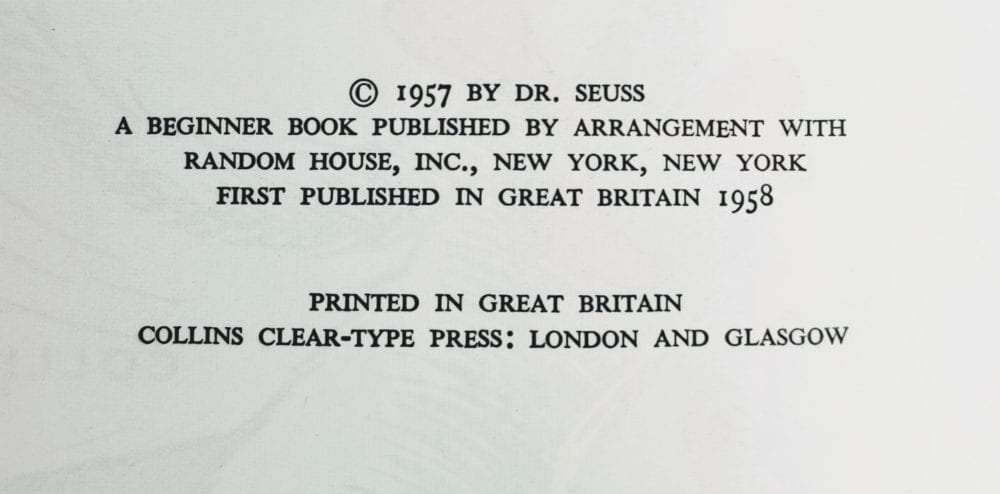 © 1957 BY DR. SEUSS
A BEGINNER BOOK PUBLISHED BY ARRANGEMENT WITH
RANDOM HOUSE, INC., NEW YORK, NEW YORK
FIRST PUBLISHED IN GREAT BRITAIN 1958
PRINTED IN GREAT BRITAIN
COLLINS CLEAR-TYPE PRESS: LONDON AND GLASGOW